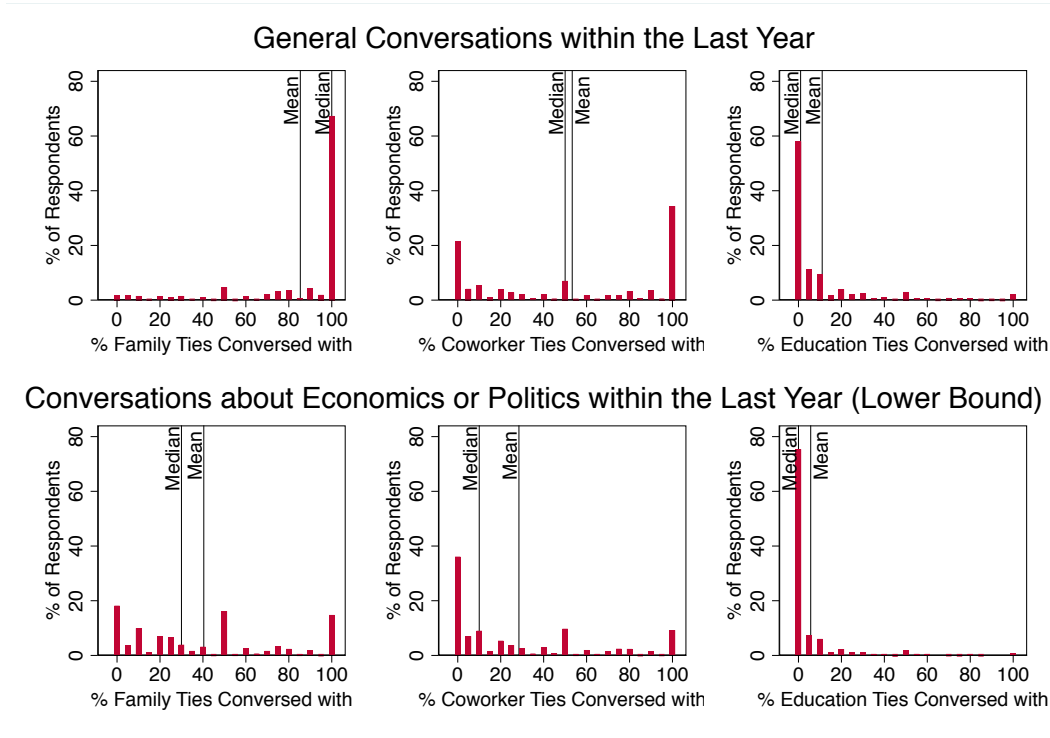 General Conversations within the Last Year
% of Respondents
0 20 40 60 80
Mean
Median
0 20 40 60 80 100
% Family Ties Conversed with
% of Respondents
0 20 40 60 80
Median
Mean
0 20 40 60 80 100
% Coworker Ties Conversed with
% of Respondents
0 20 40 60 80
Median
Mean
0 20 40 60 80 100
% Education Ties Conversed with
Conversations about Economics or Politics within the Last Year (Lower Bound)
% of Respondents
0 20 40 60 80
Median
Mean
0 20 40 60 80 100
% Family Ties Conversed with
% of Respondents
0 20 40 60 80
Median
Mean
0 20 40 60 80 100
% Coworker Ties Conversed with
% of Respondents
0 20 40 60 80
Median
Mean
0 20 40 60 80 100
% Education Ties Conversed with